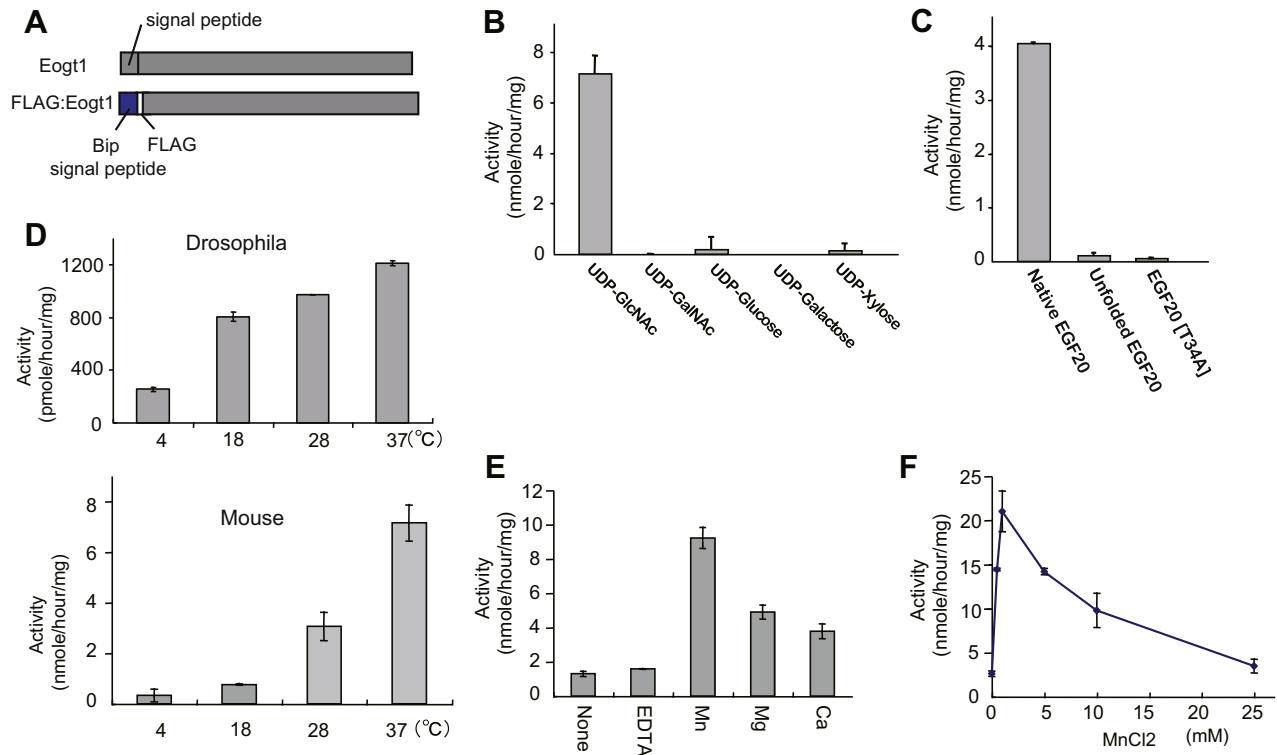 A
signal peptide
Eogt1
FLAG:Eogt1
Bip
signal peptide
FLAG
B
Activity
(nmole/hour/mg)
8
6
4
2
0
UDP-GlcNAc
UDP-GalNAc
UDP-Glucose
UDP-Galactose
UDP-Xylose
C
Activity
(nmole/hour/mg)
4
3
2
1
0
Native EGF20
Unfolded EGF20
EGF20 [T34A]
D
Drosophila
Activity
(pmole/hour/mg)
1200
800
400
0
4 18 28 37(°C)
Mouse
Activity
(nmole/hour/mg)
8
6
4
2
0
4 18 28 37 (°C)
E
Activity
(nmole/hour/mg)
12
10
8
6
4
2
0
None
EDTA
Mn
Mg
Ca
F
Activity
(nmole/hour/mg)
25
20
15
10
5
0
0 5 10 15 20 25
MnCl2 (mM)